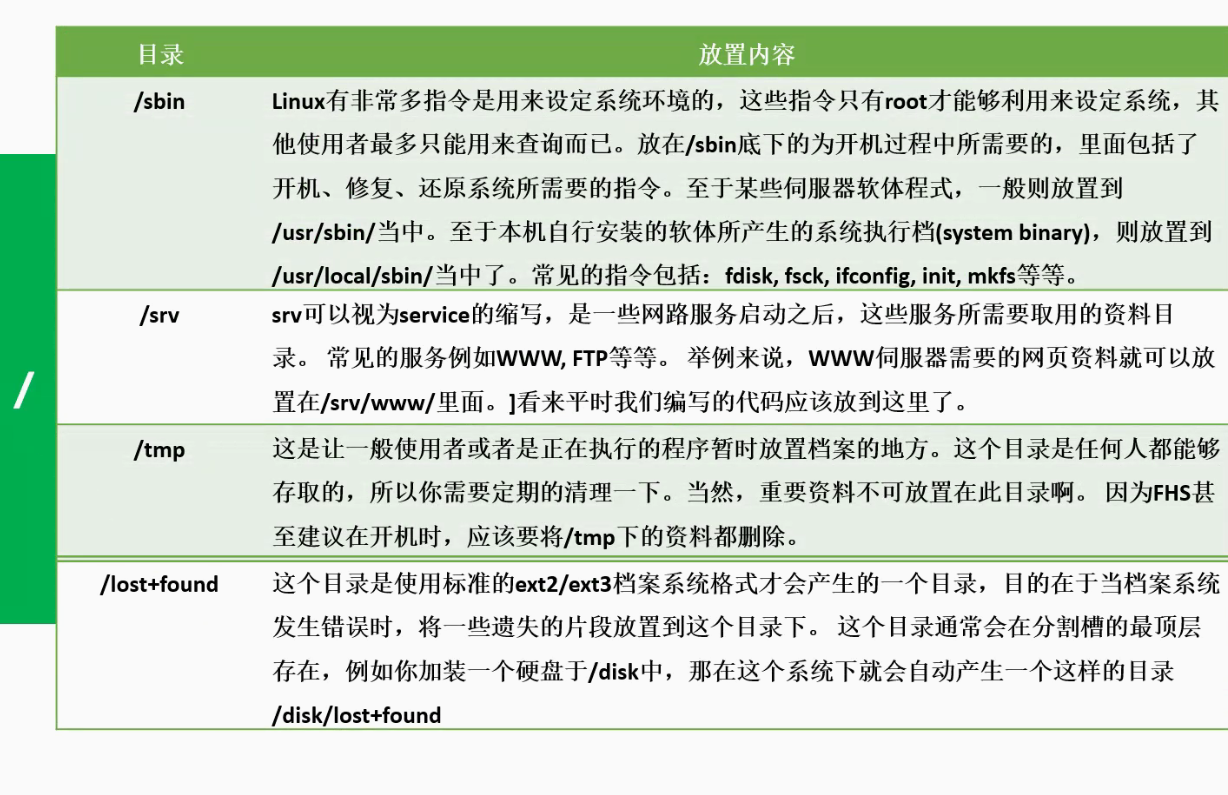 目录 放置内容
/sbin Linux有非常多指令是用来设定系统环境的，这些指令只有root才能够利用来设定系统，其
他使用者最多只能用来查询而已。放在/sbin底下的为开机过程中所需要的，里面包括了
开机、修复、还原系统所需要的指令。至于某些伺服器软体程式，一般则放置到
/usr/sbin/当中。至于本机自行安装的软体所产生的系统执行档(system binary)，则放置到
/usr/local/sbin/当中了。常见的指令包括：fdisk, fsck, ifconfig, init, mkfs等等。
/srv srv可以视为service的缩写，是一些网路服务启动之后，这些服务所需要取用的资料目
录。 常见的服务例如WWW, FTP等等。 举例来说，WWW伺服器需要的网页资料就可以放
置在/srv/www/里面。]看来平时我们编写的代码应该放到这里了。
/
/tmp 这是让一般使用者或者是正在执行的程序暂时放置档案的地方。这个目录是任何人都能够
存取的，所以你需要定期的清理一下。当然，重要资料不可放置在此目录啊。 因为FHS甚
至建议在开机时，应该要将/tmp下的资料都删除。
/lost+found 这个目录是使用标准的ext2/ext3档案系统格式才会产生的一个目录，目的在于当档案系统
发生错误时，将一些遗失的片段放置到这个目录下。 这个目录通常会在分割槽的最顶层
存在，例如你加装一个硬盘于/disk中，那在这个系统下就会自动产生一个这样的目录
/disk/lost+found